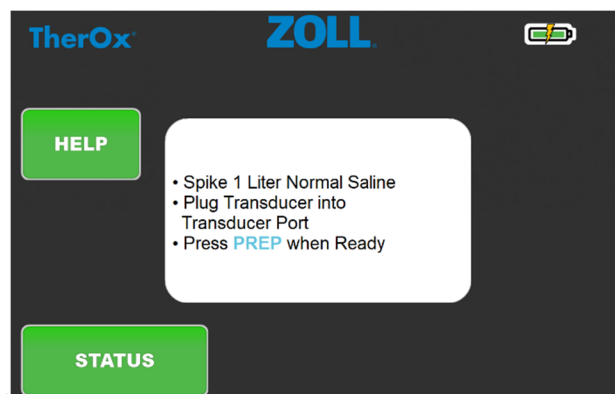 TherOx®
ZOLL®
HELP
• Spike 1 Liter Normal Saline
• Plug Transducer into
Transducer Port
• Press PREP when Ready
STATUS